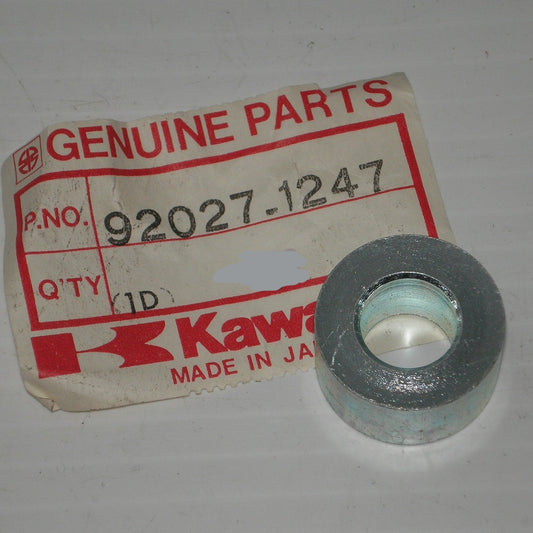 GENUINE PARTS
P.NO. 92027-1247
Q'TY (1D)
Kawa
MADE IN JA